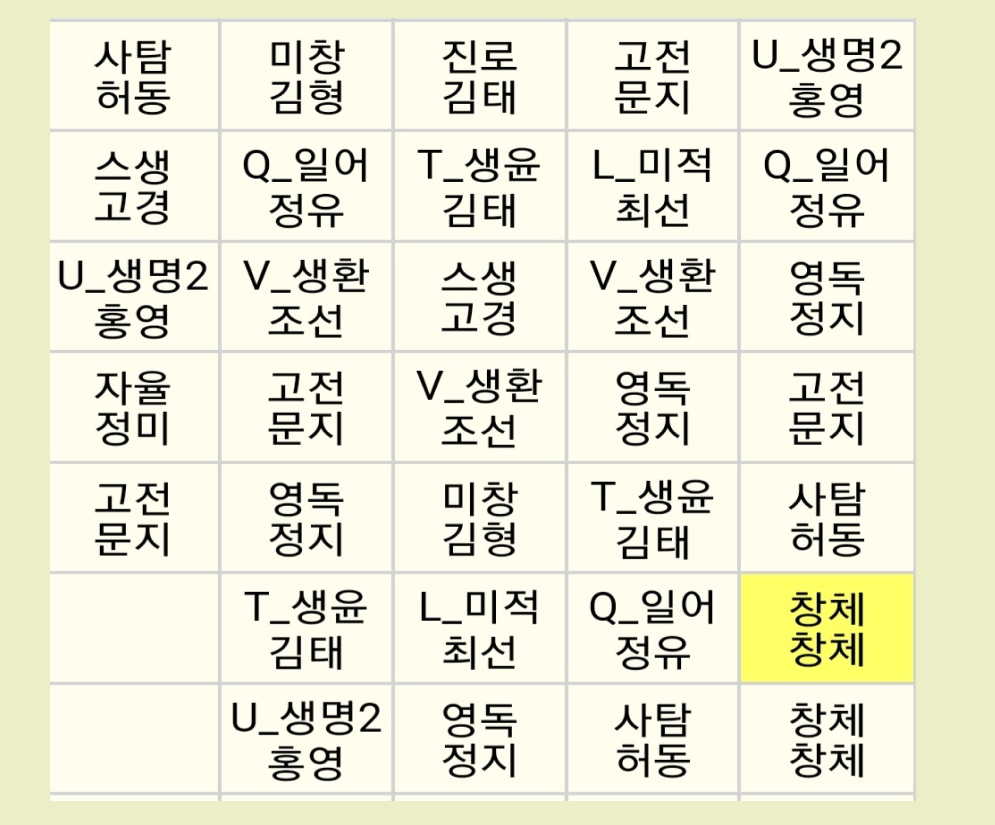 사탐
허동
미창
김형
진로
김태
고전
문지
U_생명2
홍영
스생
고경
Q_일어
정유
T_생윤
김태
L_미적
최선
Q_일어
정유
U_생명2
홍영
V_생환
조선
스생
고경
V_생환
조선
영독
정지
자율
정미
고전
문지
V_생환
조선
영독
정지
고전
문지
고전
문지
영독
정지
미창
김형
T_생윤
김태
사탐
허동
T_생윤
김태
L_미적
최선
Q_일어
정유
창체
창체
U_생명2
홍영
영독
정지
사탐
허동
창체
창체